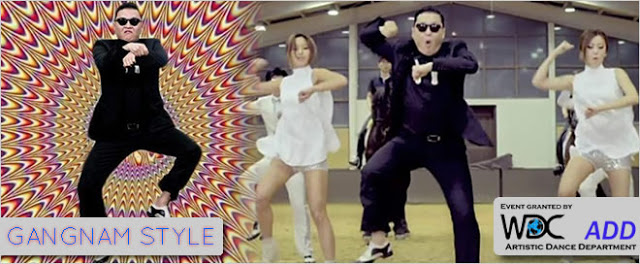 GANGNAM STYLE
EVENT GRANTED BY
WDC ADD
ARTISTIC DANCE DEPARTMENT